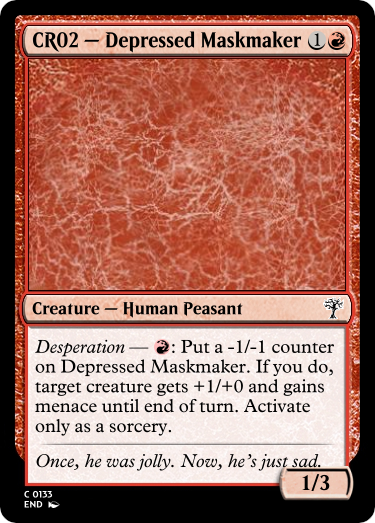 CR02 — Depressed Maskmaker 1
Creature — Human Peasant
Desperation — : Put a -1/-1 counter
on Depressed Maskmaker. If you do,
target creature gets +1/+0 and gains
menace until end of turn. Activate
only as a sorcery.
Once, he was jolly. Now, he's just sad.
1/3
C 0133
END